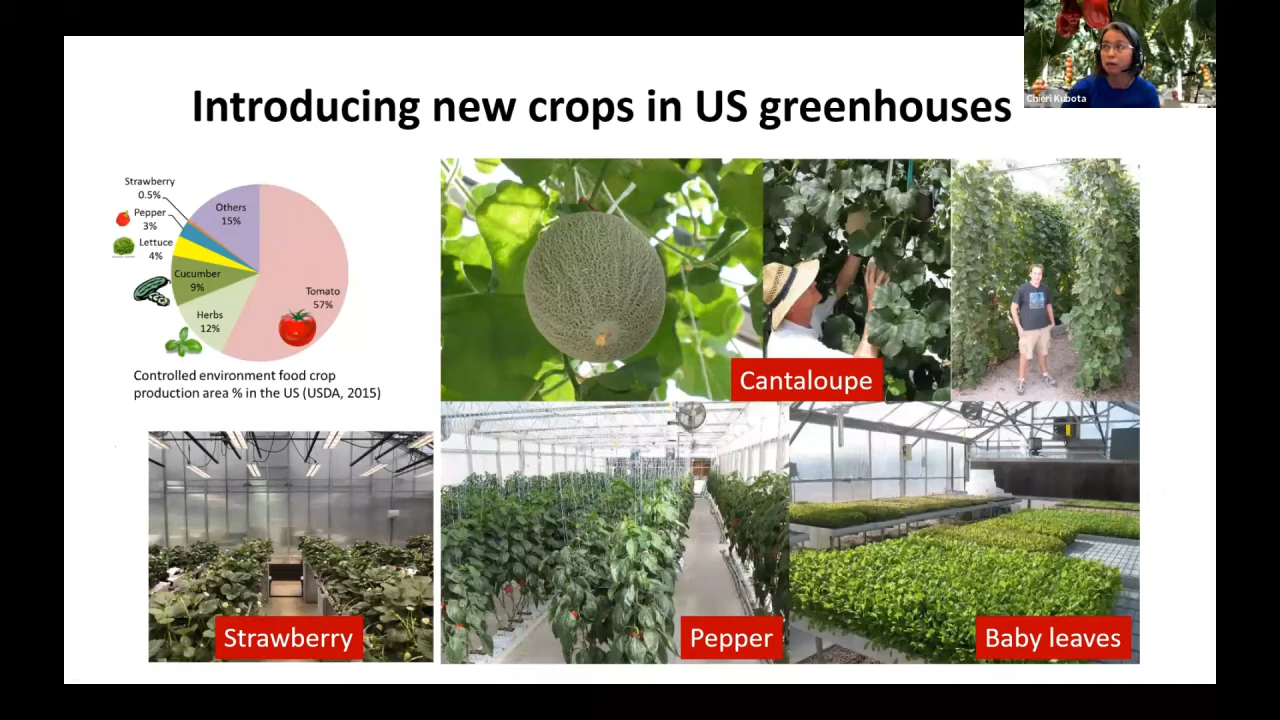 Chieri Kubota
Introducing new crops in US greenhouses
Strawberry
0.5%
Pepper
3%
Lettuce
4%
Cucumber
9%
Herbs
12%
Others
15%
Tomato
57%
Controlled environment food crop
production area % in the US (USDA, 2015)
Cantaloupe
Strawberry
Pepper
Baby leaves